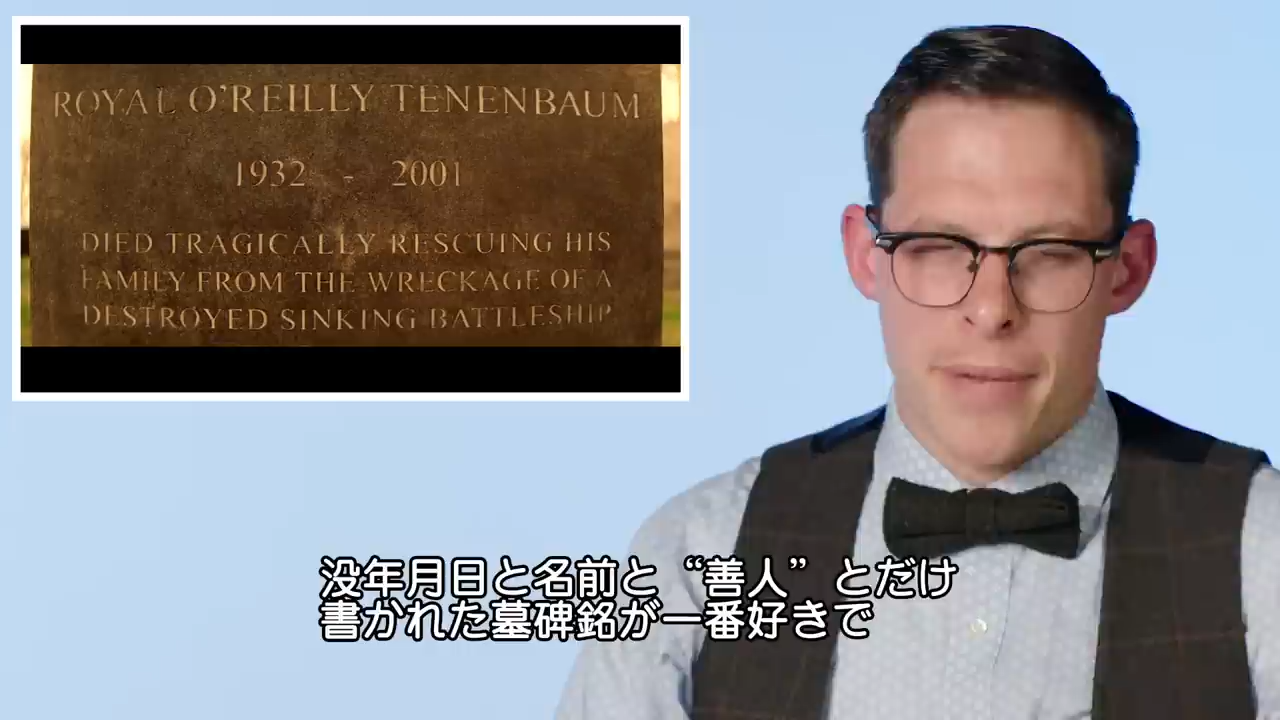 ROYAL O'REILLY TENENBAUM
1932 - 2001
DIED TRAGICALLY RESCUING HIS
FAMILY FROM THE WRECKAGE OF A
DESTROYED SINKING BATTLESHIP
没年月日と名前と“善人”とだけ
書かれた墓碑銘が一番好きで